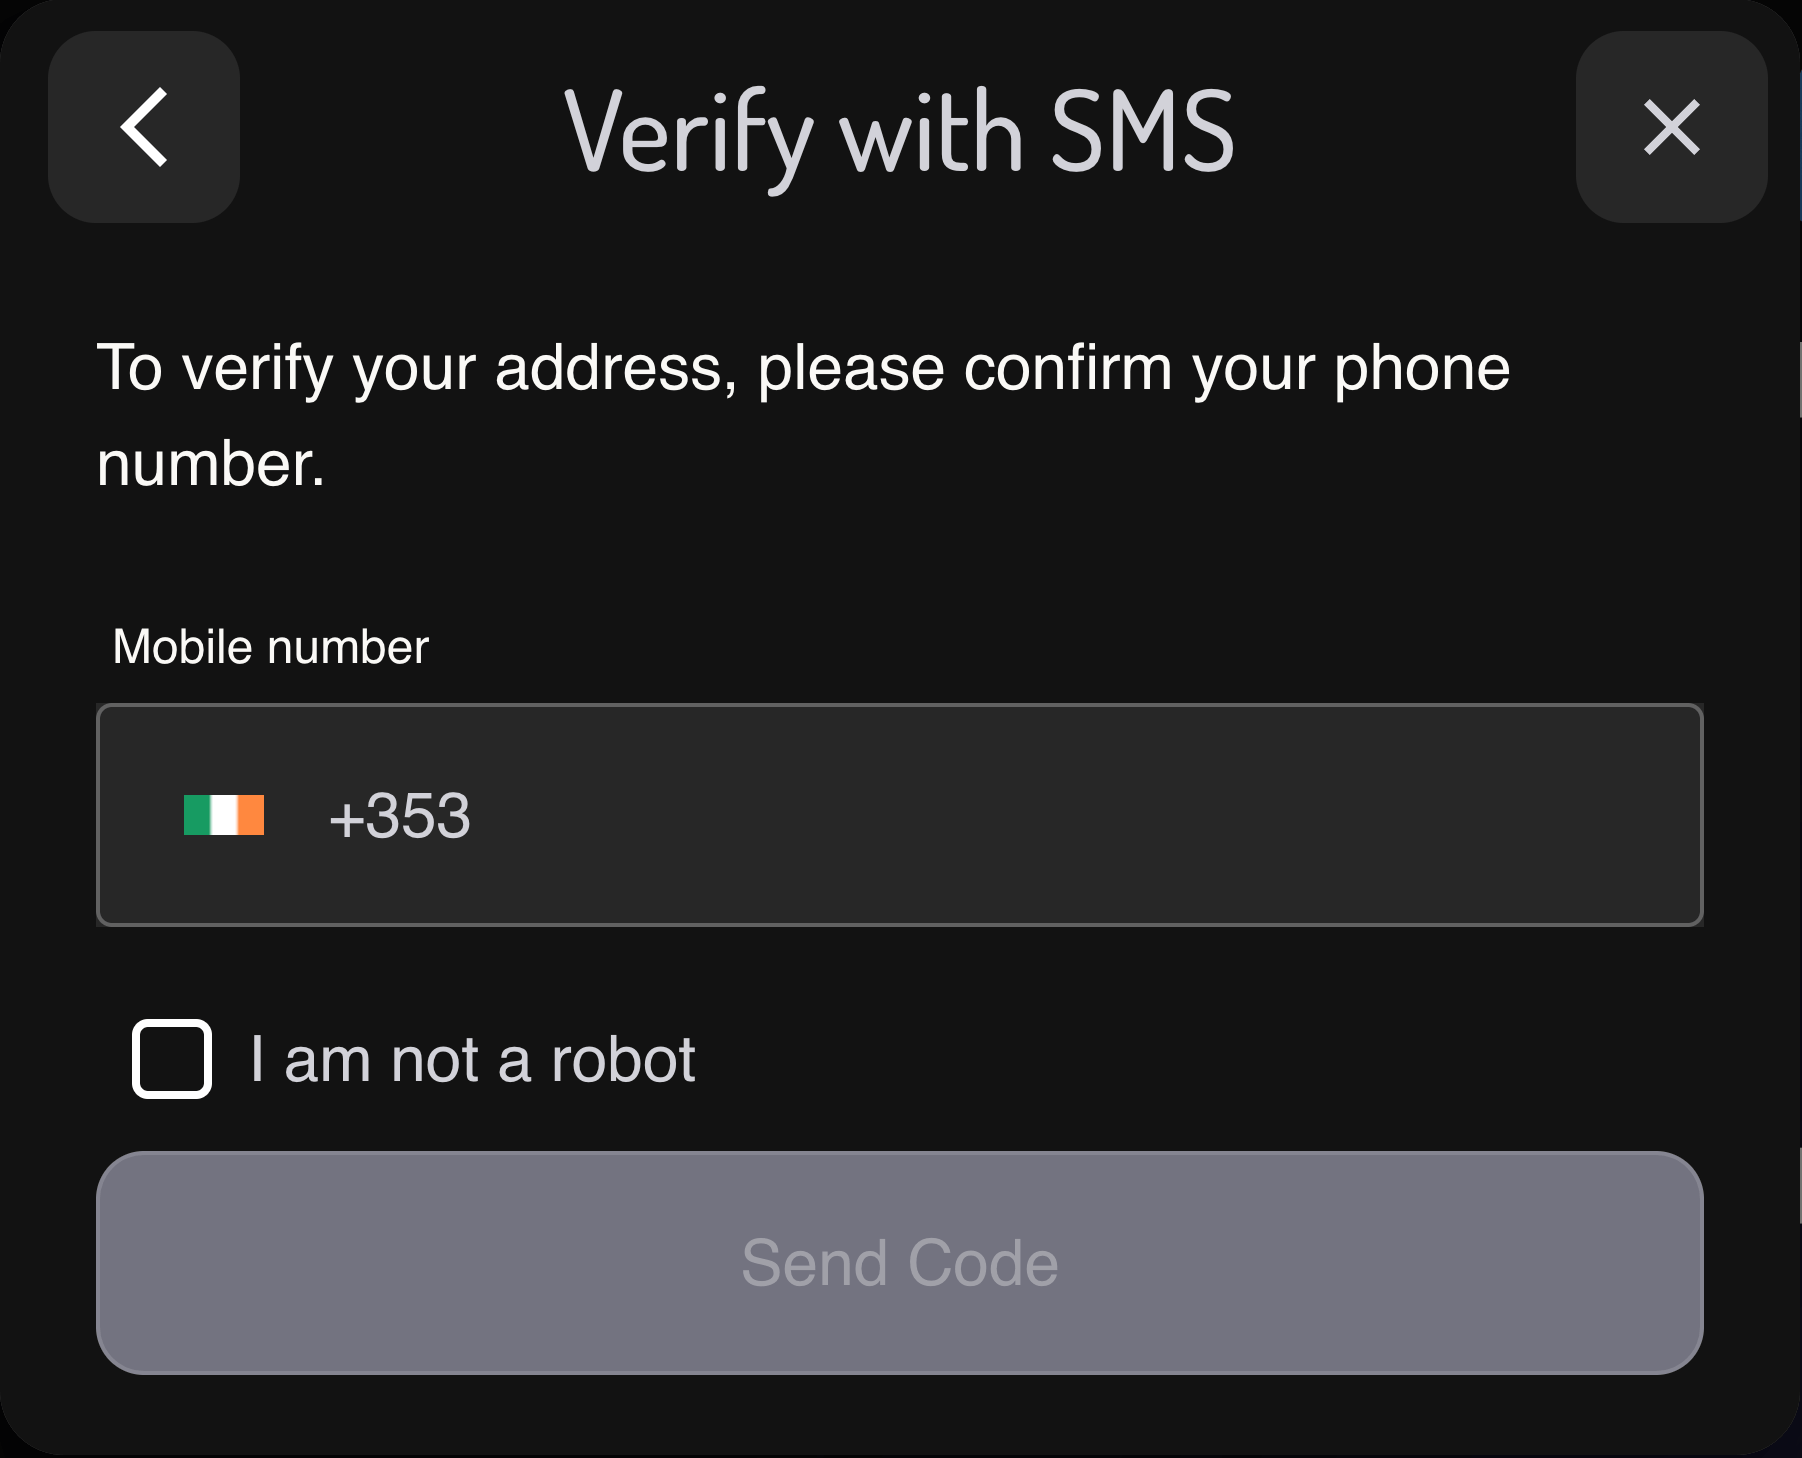 Verify with SMS
To verify your address, please confirm your phone
number.
Mobile number
+353
I am not a robot
Send Code